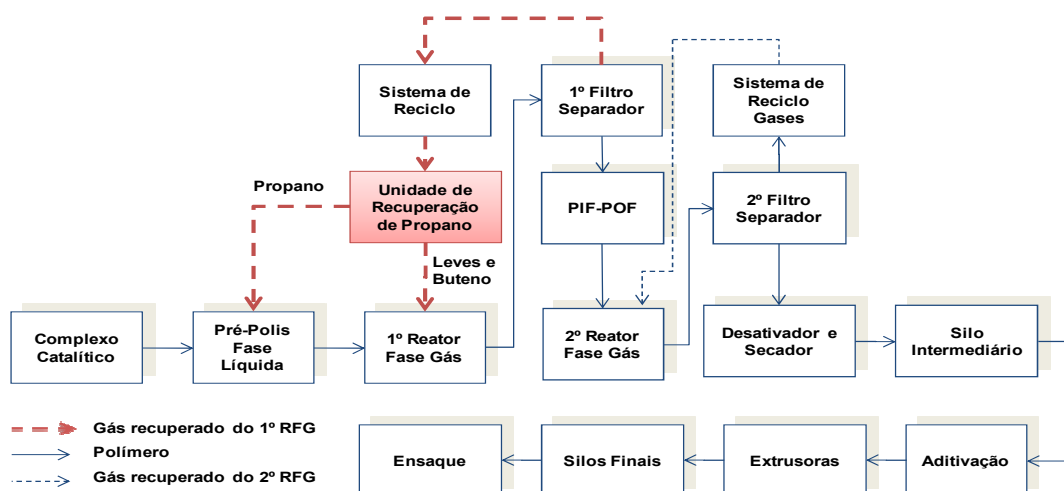 Sistema de
Reciclo
1º Filtro
Separador
Sistema de
Reciclo
Gases
Propano
Unidade de
Recuperação
de Propano
PIF-POF
2º Filtro
Separador
Leves e
Buteno
Complexo
Catalítico
Pré-Polis
Fase
Líquida
1º Reator
Fase Gás
2º Reator
Fase Gás
Desativador e
Secador
Silo
Intermediário
Gás recuperado do 1º RFG
Polímero
Gás recuperado do 2º RFG
Ensaque
Silos Finais
Extrusoras
Aditivação